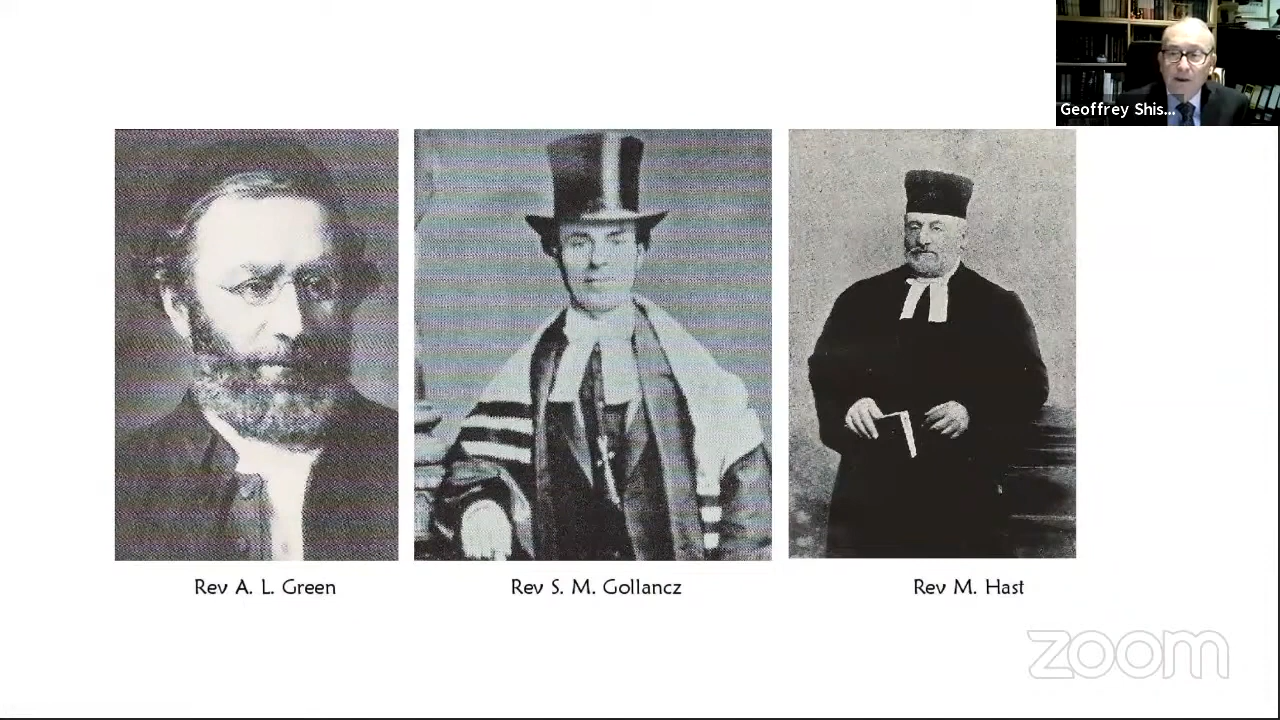 Geoffrey Shis...
Rev A. L. Green
Rev S. M. Gollancz
Rev M. Hast
zoom